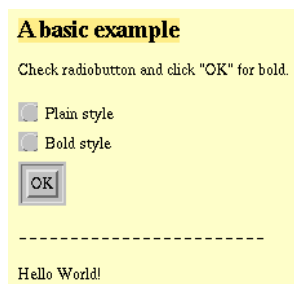 A basic example
Check radiobutton and click "OK" for bold.
Plain style
Bold style
OK
------------------------
Hello World!